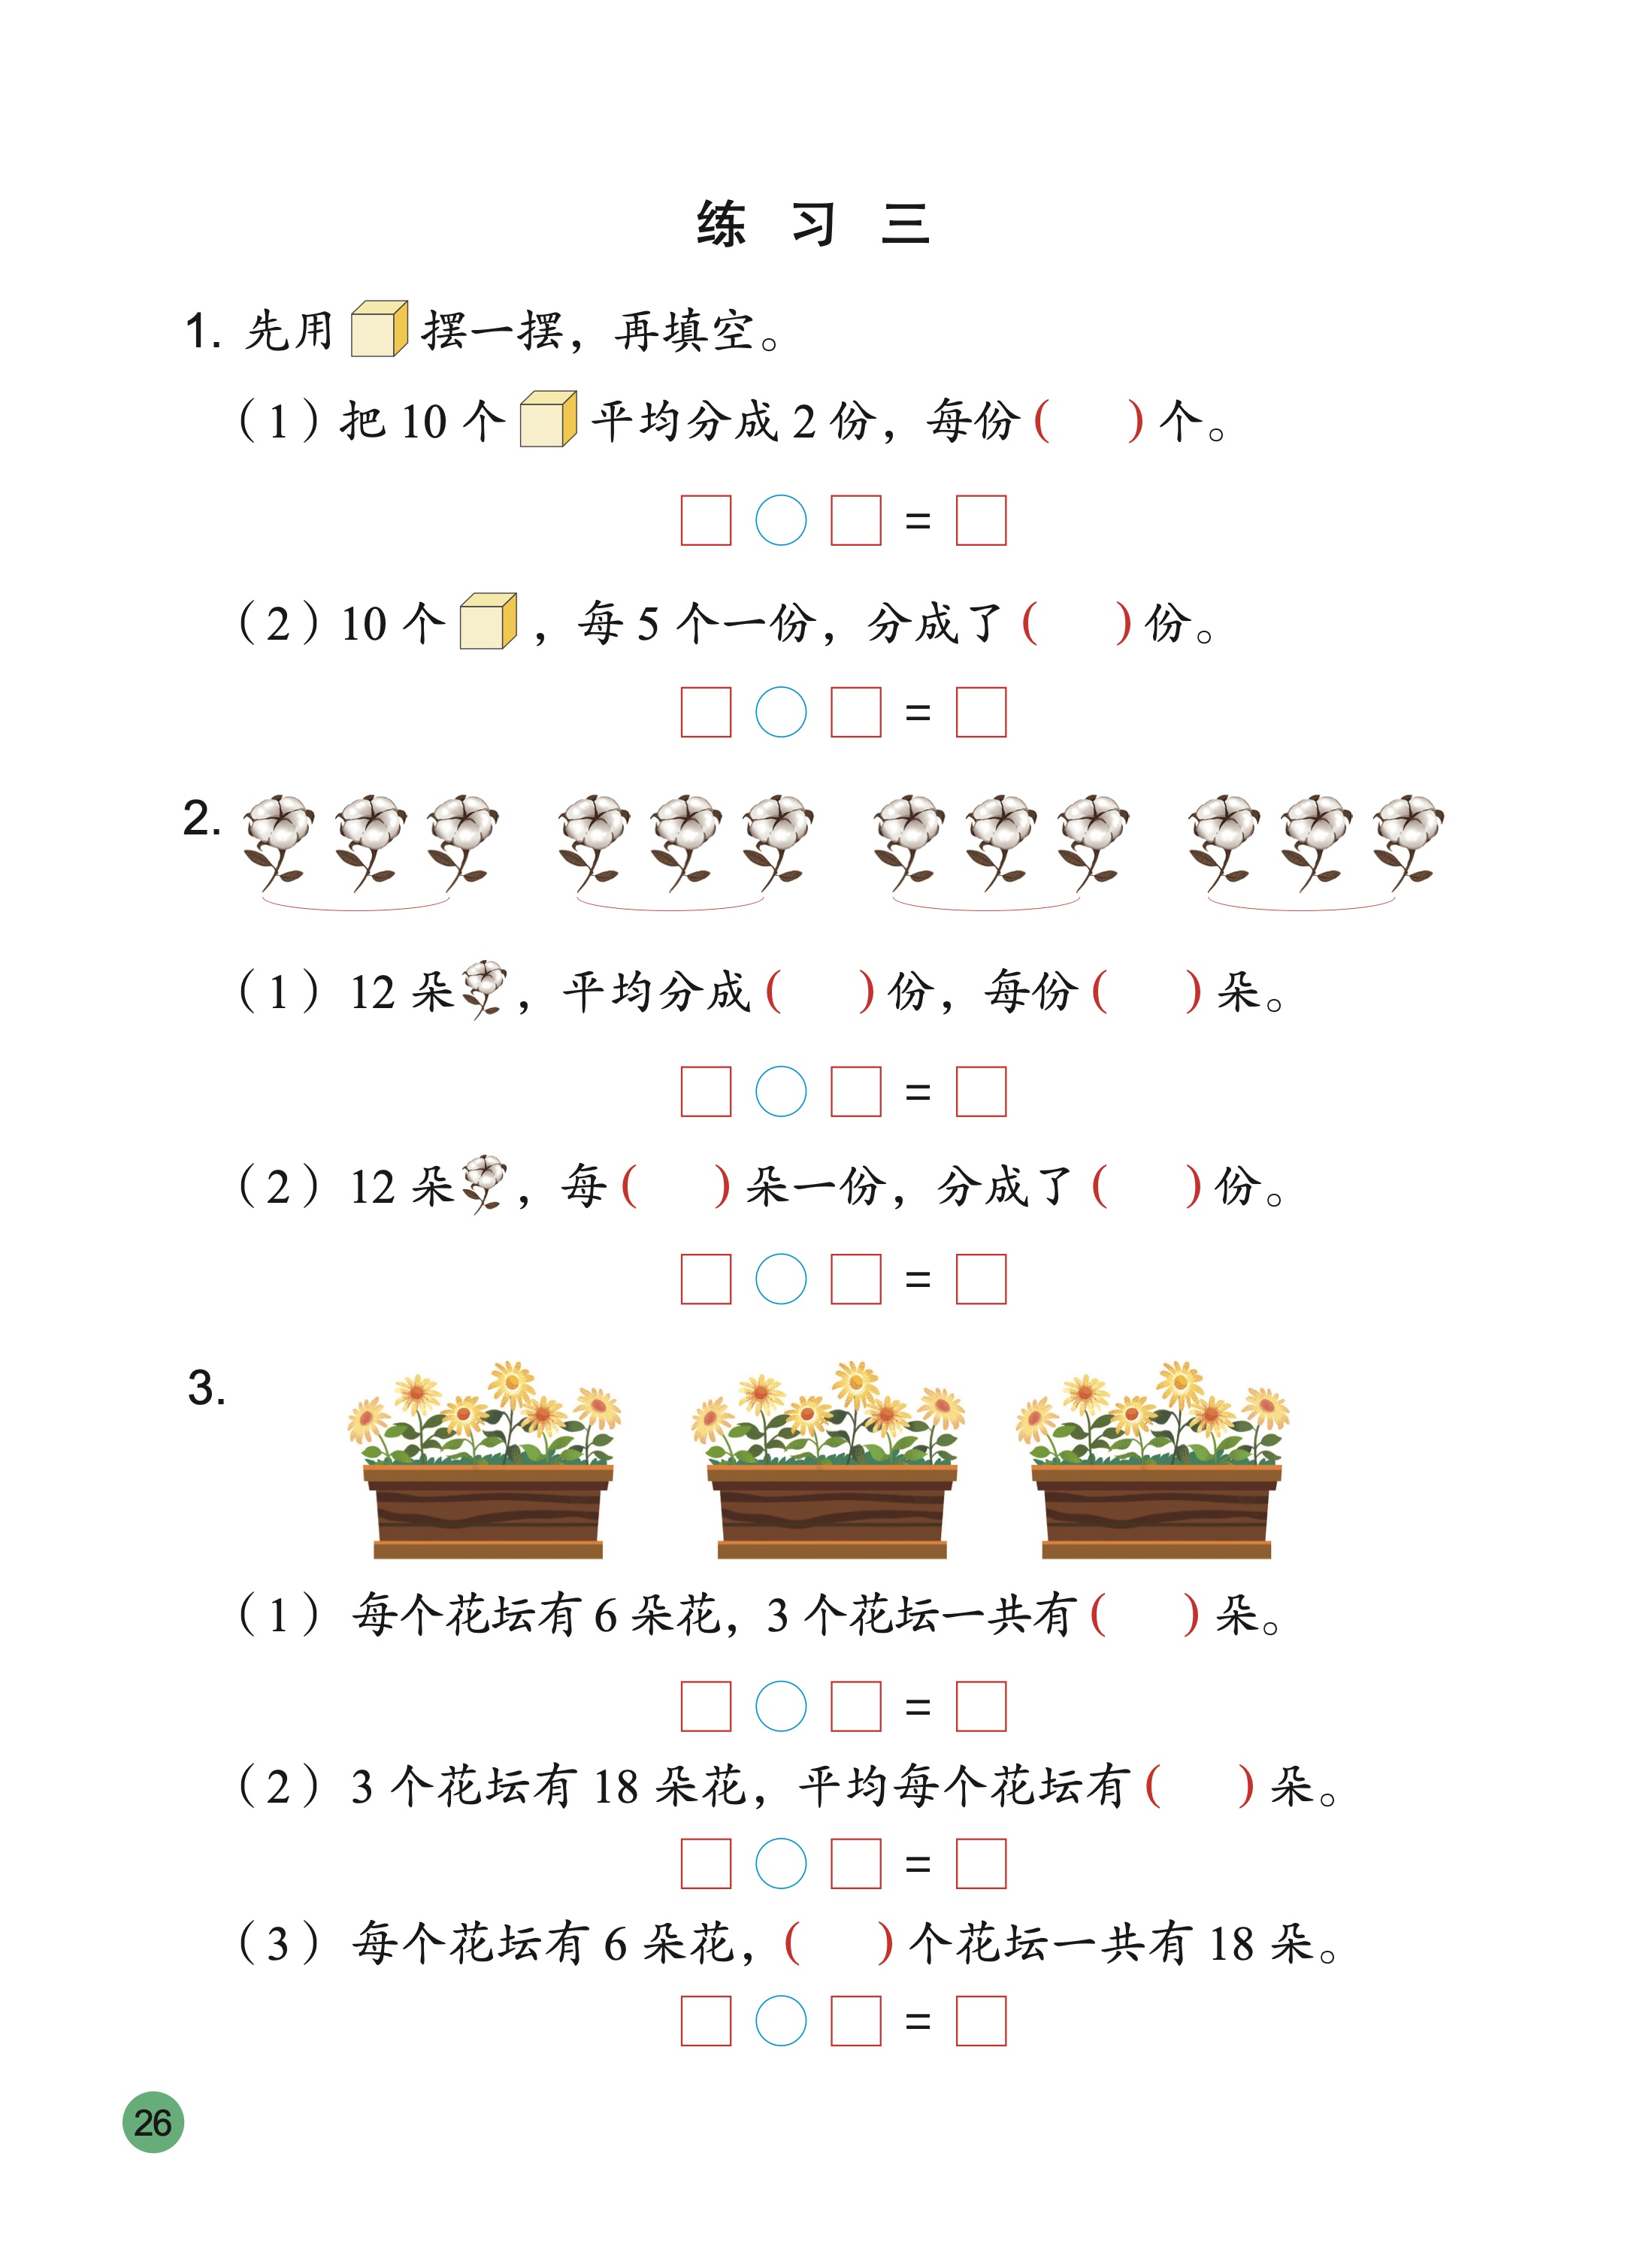 练 习 三
1. 先用 摆一摆，再填空。
（1）把 10 个 平均分成 2 份，每份（ ）个。
□○□=□
（2）10 个 ，每 5 个一份，分成了（ ）份。
□○□=□
2.
（1）12 朵 ，平均分成（ ）份，每份（ ）朵。
□○□=□
（2）12 朵 ，每（ ）朵一份，分成了（ ）份。
□○□=□
3.
（1）每个花坛有 6 朵花，3 个花坛一共有（ ）朵。
□○□=□
（2）3 个花坛有 18 朵花，平均每个花坛有（ ）朵。
□○□=□
（3）每个花坛有 6 朵花，（ ）个花坛一共有 18 朵。
□○□=□
26